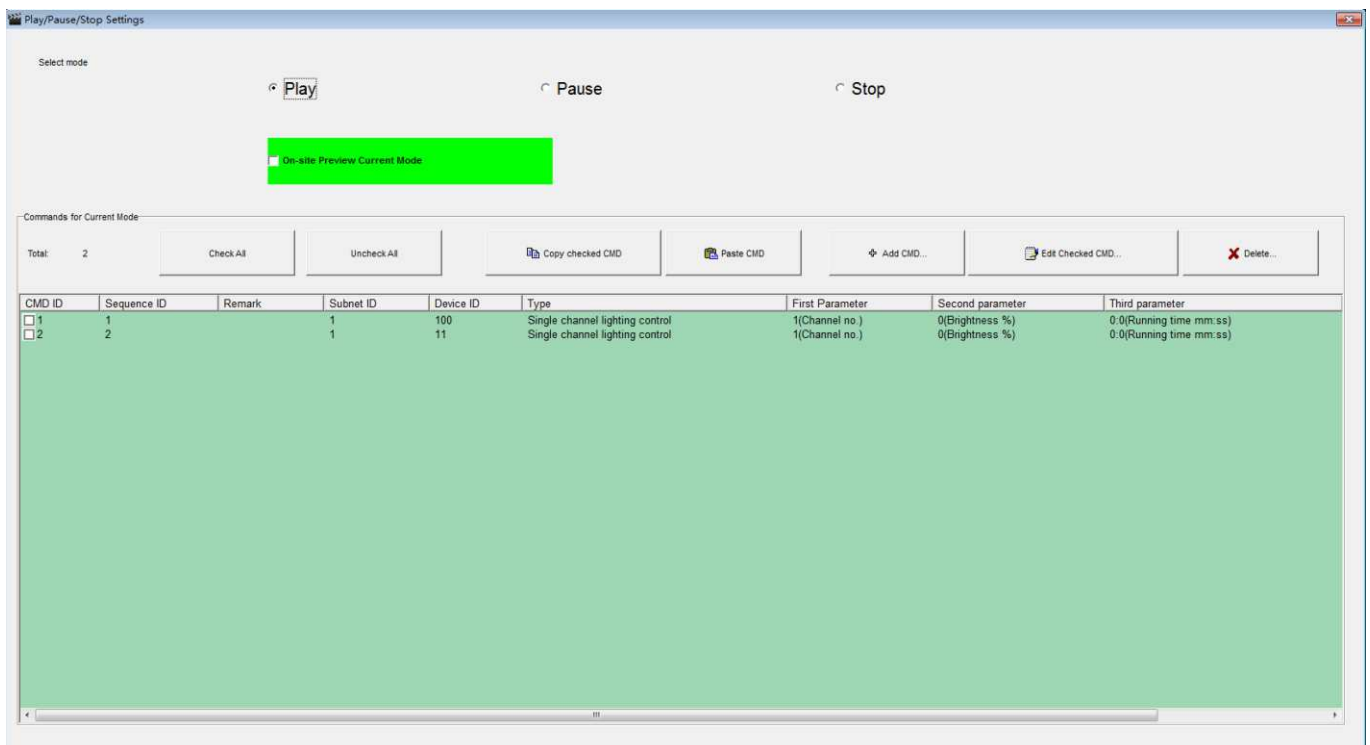 Play/Pause/Stop Settings
Select mode
Play Pause Stop
On-site Preview Current Mode
Commands for Current Mode
Total: 2 Check All Uncheck All Copy checked CMD Paste CMD Add CMD... Edit Checked CMD... Delete...
CMD ID Sequence ID Remark Subnet ID Device ID Type First Parameter Second parameter Third parameter
1 1 1 100 Single channel lighting control 1(Channel no.) 0(Brightness %) 0:0(Running time mm:ss)
2 2 1 11 Single channel lighting control 1(Channel no.) 0(Brightness %) 0:0(Running time mm:ss)